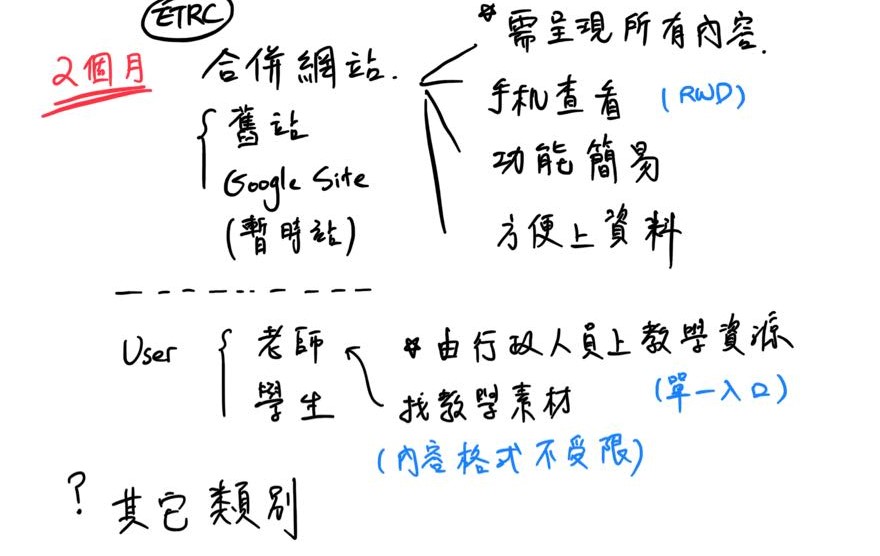 ETRC
2個月
合併網站.
舊站
Google Site
(暫時站)
*需呈現所有內容.
手机查看 (RWD)
功能簡易
方便上資料
User
老師
學生
*由行政人員上教學資源
(單一入口)
找教學素材
(內容格式不受限)
? 其它類別